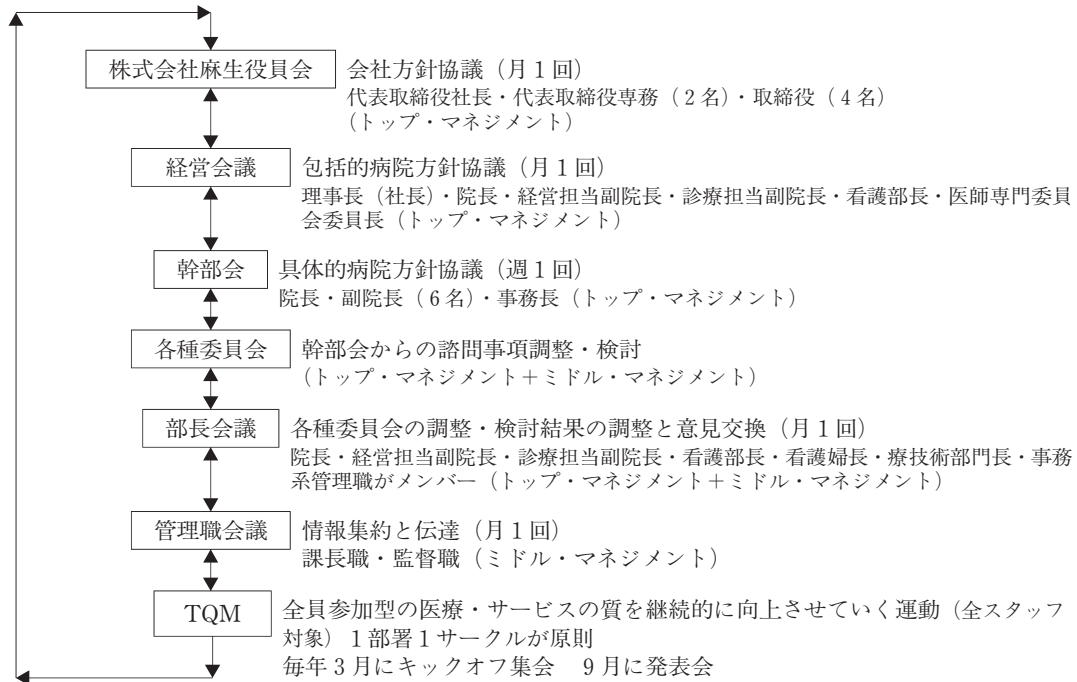 株式会社麻生役員会 会社方針協議（月1回）
代表取締役社長・代表取締役専務（2名）・取締役（4名）
（トップ・マネジメント）
経営会議 包括的病院方針協議（月1回）
理事長（社長）・院長・経営担当副院長・診療担当副院長・看護部長・医師専門委員
会委員長（トップ・マネジメント）
幹部会 具体的病院方針協議（週1回）
院長・副院長（6名）・事務長（トップ・マネジメント）
各種委員会 幹部会からの諮問事項調整・検討
（トップ・マネジメント＋ミドル・マネジメント）
部長会議 各種委員会の調整・検討結果の調整と意見交換（月1回）
院長・経営担当副院長・診療担当副院長・看護部長・看護婦長・療技術部門長・事務
系管理職がメンバー（トップ・マネジメント＋ミドル・マネジメント）
管理職会議 情報集約と伝達（月1回）
課長職・監督職（ミドル・マネジメント）
TQM 全員参加型の医療・サービスの質を継続的に向上させていく運動（全スタッフ
対象）1部署1サークルが原則
毎年3月にキックオフ集会 9月に発表会